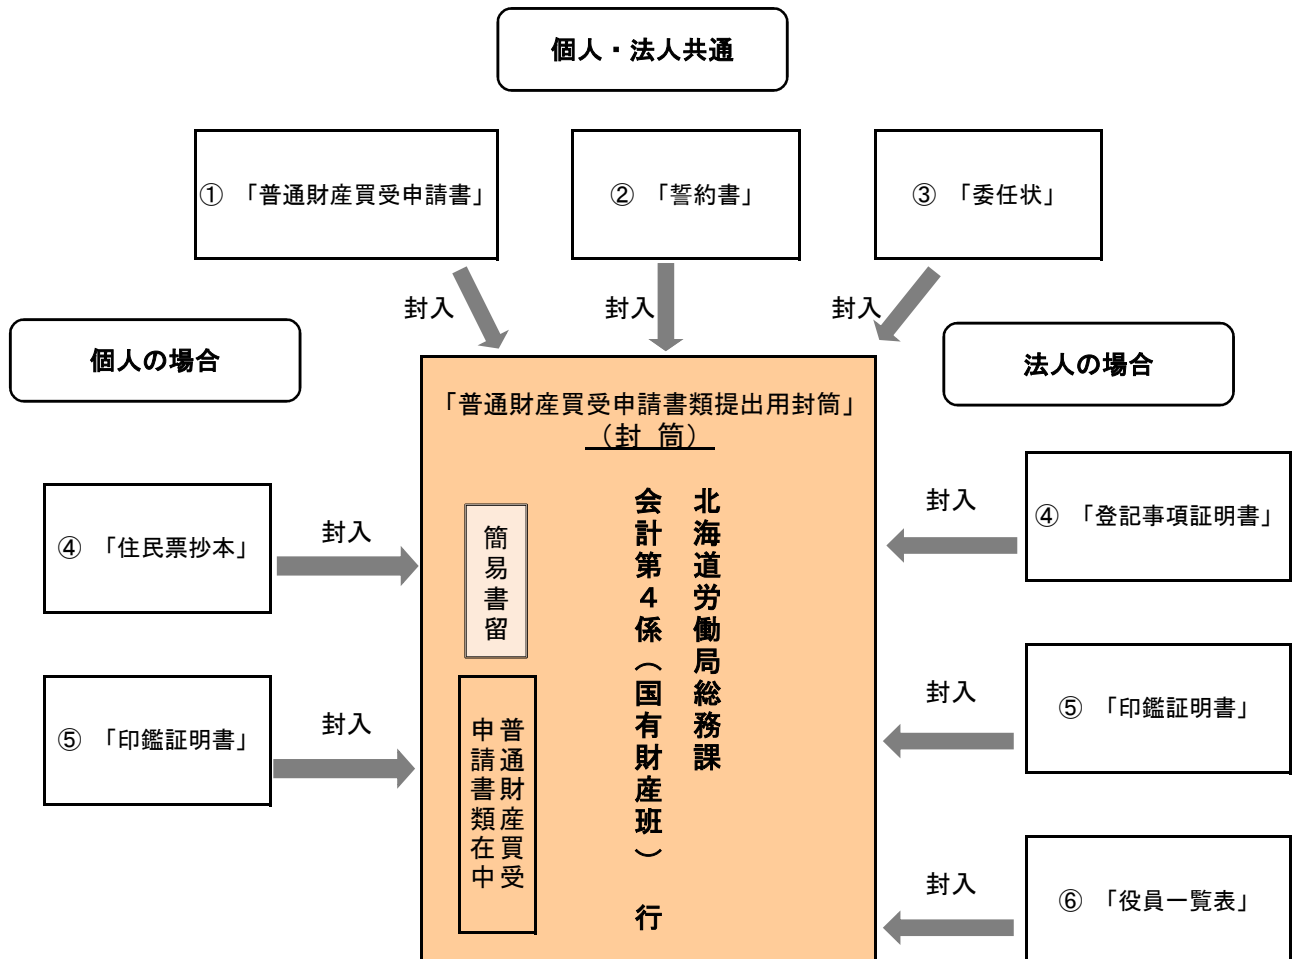 個人・法人共通
① 「普通財産買受申請書」
② 「誓約書」
③ 「委任状」
封入
封入
封入
個人の場合
法人の場合
「普通財産買受申請書類提出用封筒」
（封 筒）
④ 「住民票抄本」
封入
⑤ 「印鑑証明書」
封入
北海道労働局総務課
会計第４係（国有財産班） 行
簡易書留
普通財産買受
申請書類在中
封入
④ 「登記事項証明書」
封入
⑤ 「印鑑証明書」
封入
⑥ 「役員一覧表」